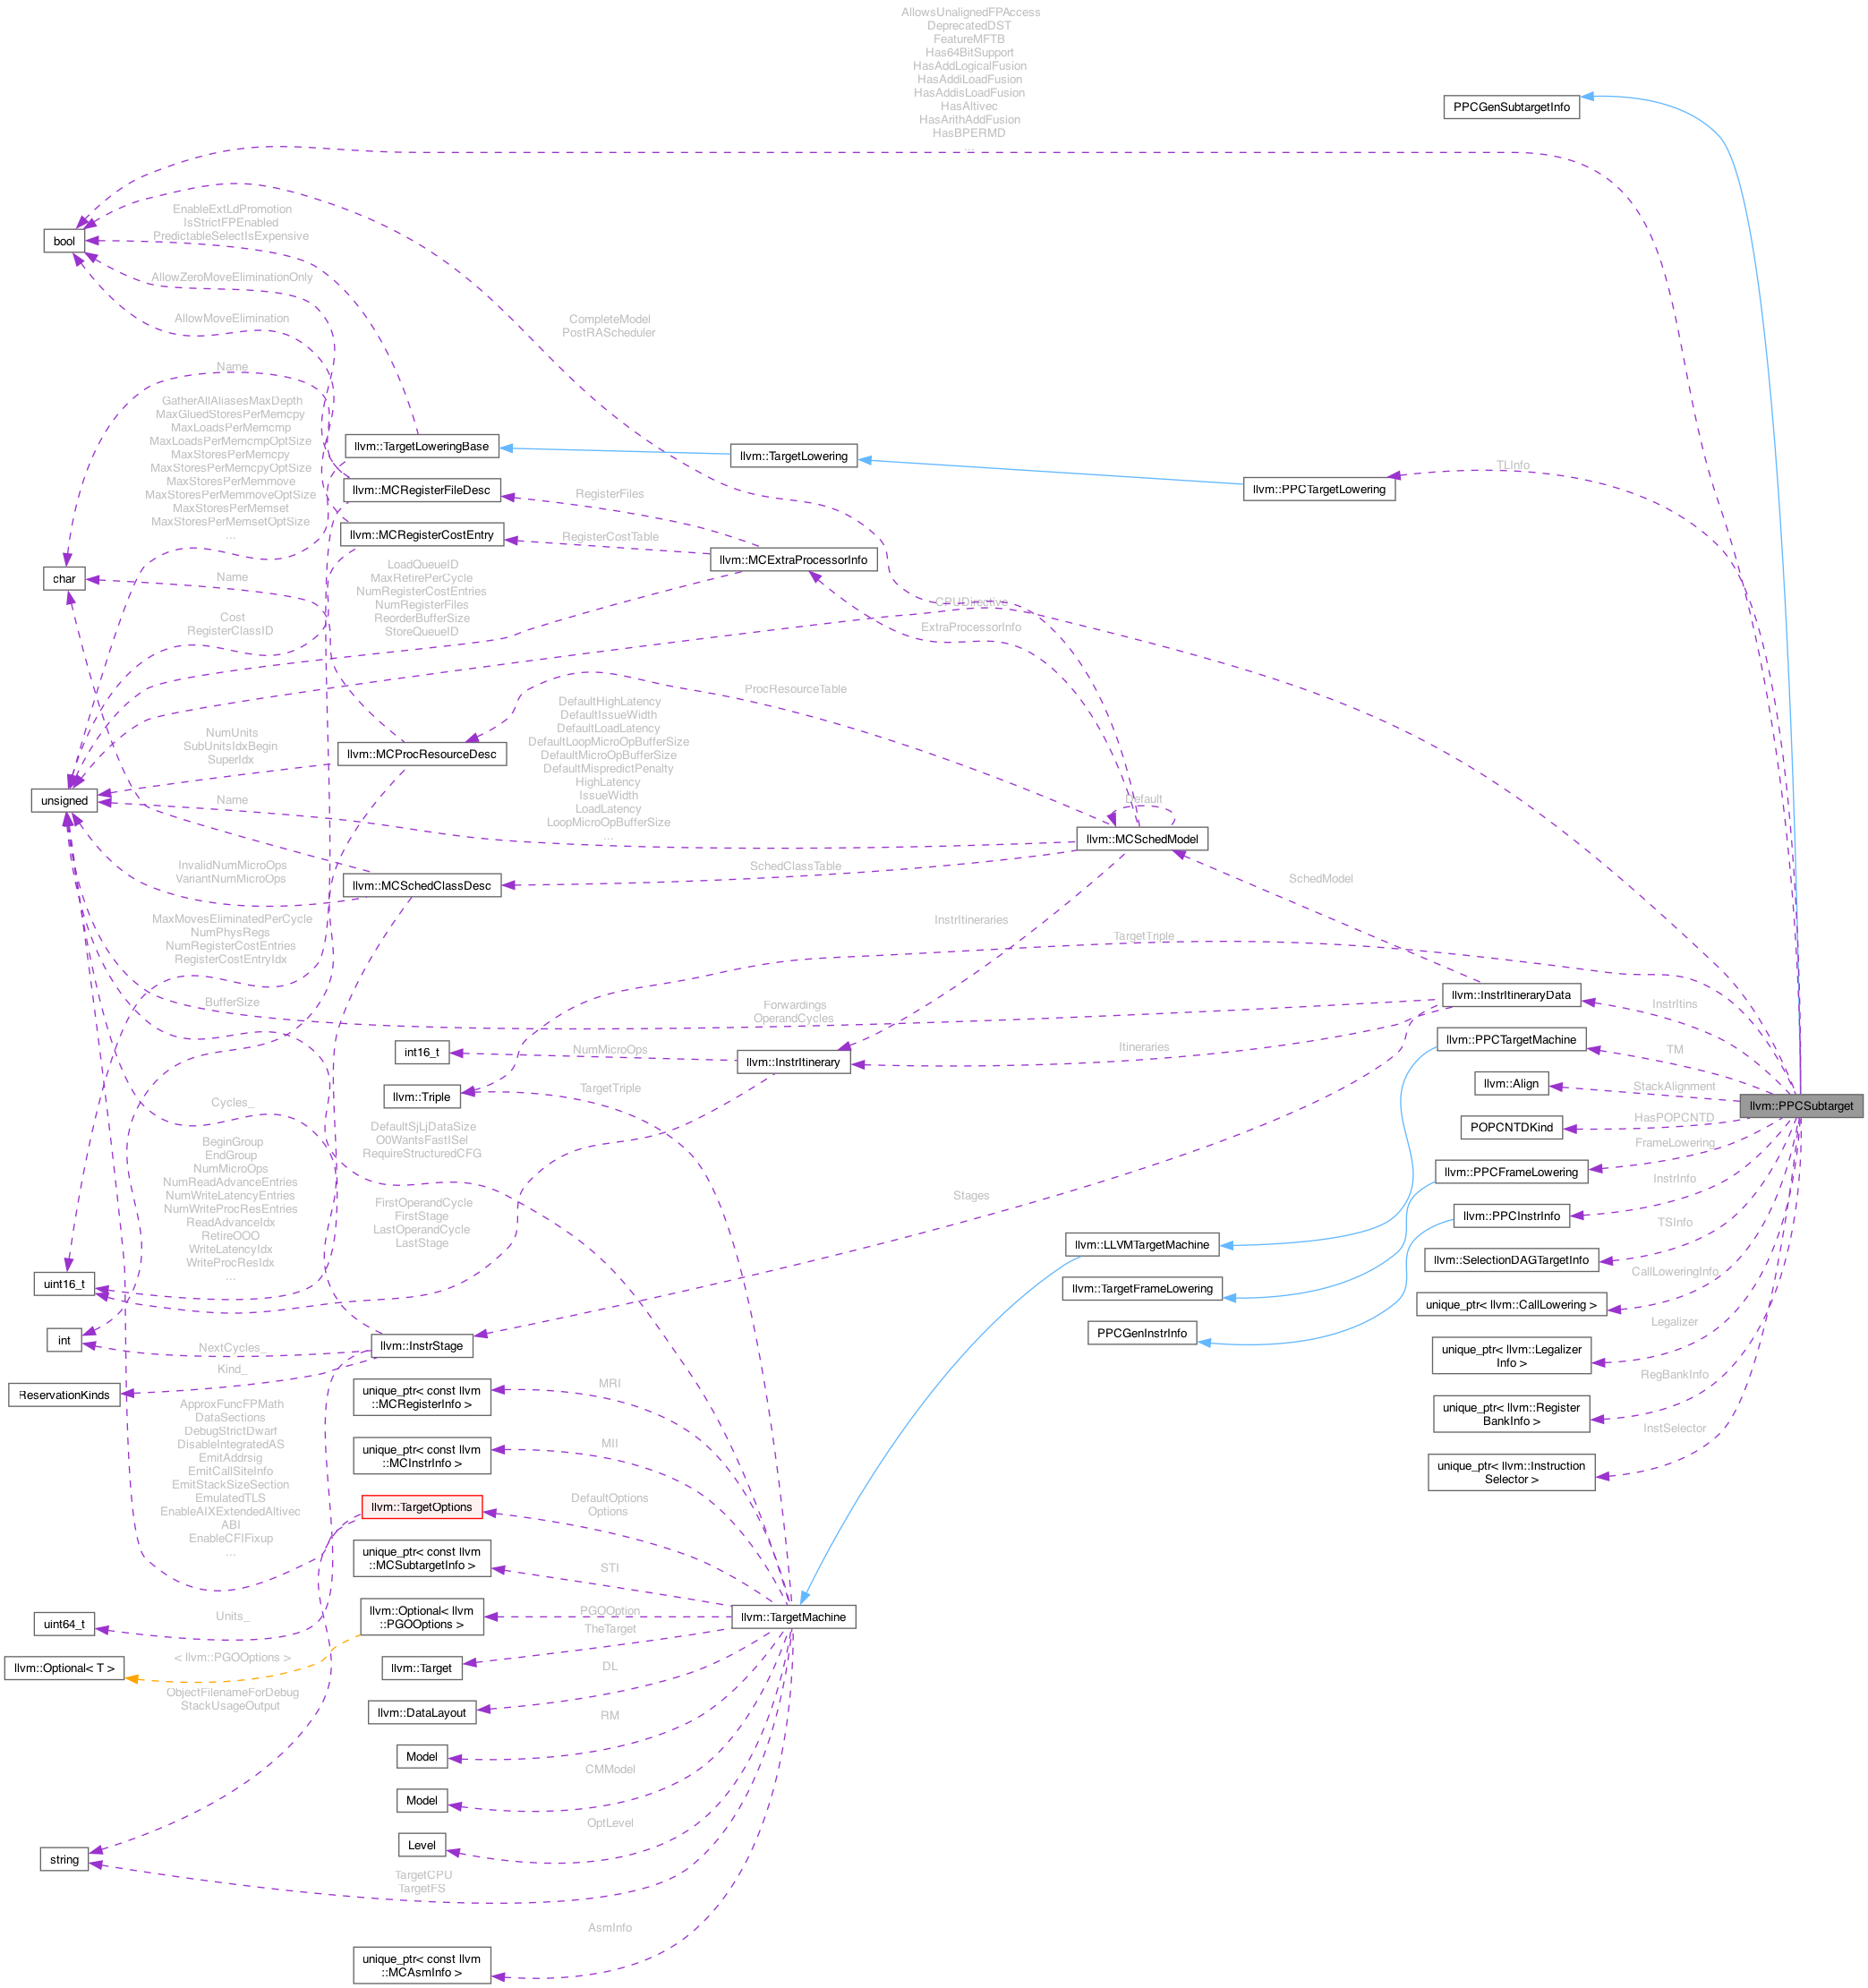 AllowsUnalignedFPAccess
DeprecatedDST
FeatureMFTB
Has64BitSupport
HasAddLogicalFusion
HasAddiLoadFusion
HasAddisLoadFusion
HasAltivec
HasArithAddFusion
HasBPERMD
...
PPCGenSubtargetInfo
EnableExtLdPromotion
IsStrictFPEnabled
PredictableSelectIsExpensive
bool
AllowZeroMoveEliminationOnly
AllowMoveElimination
CompleteModel
PostRAScheduler
Name
GatherAllAliasesMaxDepth
MaxGluedStoresPerMemcpy
MaxLoadsPerMemcmp
MaxLoadsPerMemcmpOptSize
MaxStoresPerMemcpy
MaxStoresPerMemcpyOptSize
MaxStoresPerMemmove
MaxStoresPerMemmoveOptSize
MaxStoresPerMemset
MaxStoresPerMemsetOptSize
...
llvm::TargetLoweringBase
llvm::TargetLowering
TLInfo
llvm::PPCTargetLowering
llvm::MCRegisterFileDesc
RegisterFiles
llvm::MCRegisterCostEntry
RegisterCostTable
llvm::MCExtraProcessorInfo
char
Name
LoadQueueID
MaxRetirePerCycle
NumRegisterCostEntries
NumRegisterFiles
ReorderBufferSize
StoreQueueID
Cost
RegisterClassID
CPUDirective
ExtraProcessorInfo
ProcResourceTable
DefaultHighLatency
DefaultIssueWidth
DefaultLoadLatency
DefaultLoopMicroOpBufferSize
DefaultMicroOpBufferSize
DefaultMispredictPenalty
HighLatency
IssueWidth
LoadLatency
LoopMicroOpBufferSize
...
NumUnits
SubUnitsIdxBegin
SuperIdx
llvm::MCProcResourceDesc
unsigned
Name
Default
llvm::MCSchedModel
InvalidNumMicroOps
VariantNumMicroOps
llvm::MCSchedClassDesc
SchedClassTable
SchedModel
MaxMovesEliminatedPerCycle
NumPhysRegs
NumRegisterCostEntries
RegisterCostEntryIdx
InstrItineraries
TargetTriple
BufferSize
Forwardings
OperandCycles
llvm::InstrItineraryData
InstrItins
int16_t
NumMicroOps
llvm::InstrItinerary
Itineraries
llvm::PPCTargetMachine
TM
llvm::Triple
TargetTriple
llvm::Align
StackAlignment
llvm::PPCSubtarget
Cycles_
DefaultSjLjDataSize
O0WantsFastISel
RequireStructuredCFG
POPCNTDKind
HasPOPCNTD
BeginGroup
EndGroup
NumMicroOps
NumReadAdvanceEntries
NumWriteLatencyEntries
NumWriteProcResEntries
ReadAdvanceIdx
RetireOOO
WriteLatencyIdx
WriteProcResIdx
...
FrameLowering
llvm::PPCFrameLowering
InstrInfo
FirstOperandCycle
FirstStage
LastOperandCycle
LastStage
Stages
llvm::PPCInstrInfo
TSInfo
llvm::LLVMTargetMachine
llvm::SelectionDAGTargetInfo
CallLoweringInfo
uint16_t
llvm::TargetFrameLowering
unique_ptr< llvm::CallLowering >
Legalizer
int
NextCycles_
llvm::InstrStage
PPCGenInstrInfo
unique_ptr< llvm::Legalizer
Info >
Kind_
RegBankInfo
ReservationKinds
unique_ptr< const llvm
::MCRegisterInfo >
MRI
unique_ptr< llvm::Register
BankInfo >
ApproxFuncFPMath
DataSections
DebugStrictDwarf
DisableIntegratedAS
EmitAddrsig
EmitCallSiteInfo
EmitStackSizeSection
EmulatedTLS
EnableAIXExtendedAltivec
ABI
EnableCFIFixup
...
InstSelector
unique_ptr< const llvm
::MCInstrInfo >
MII
unique_ptr< llvm::Instruction
Selector >
llvm::TargetOptions
DefaultOptions
Options
unique_ptr< const llvm
::MCSubtargetInfo >
STI
uint64_t
Units_
llvm::Optional< llvm
::PGOOptions >
PGOOption
llvm::TargetMachine
TheTarget
llvm::Optional< T >
< llvm::PGOOptions >
llvm::Target
DL
ObjectFilenameForDebug
StackUsageOutput
llvm::DataLayout
RM
Model
CMModel
Model
OptLevel
Level
string
TargetCPU
TargetFS
AsmInfo
unique_ptr< const llvm
::MCAsmInfo >